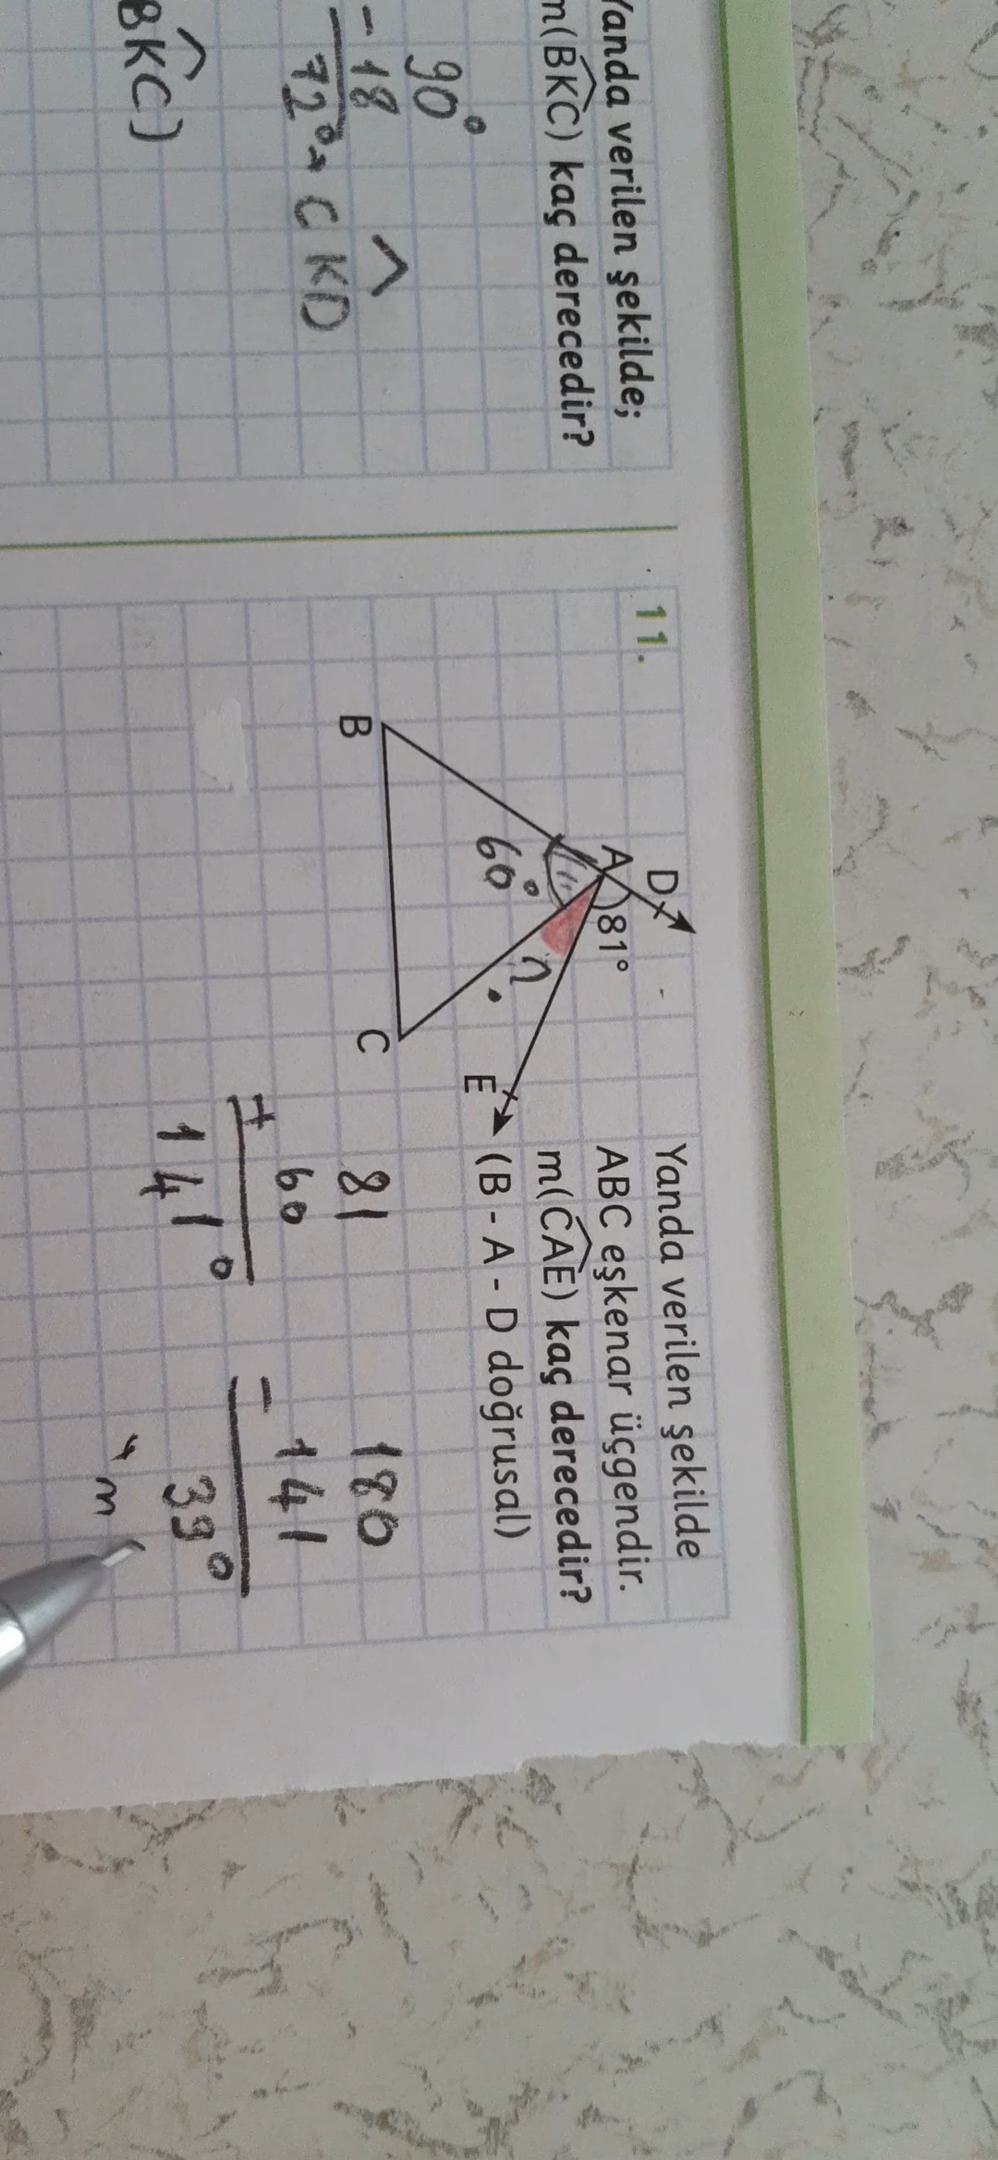 Yanda verilen şekilde;
m(BKC) kaç derecedir?
90°
- 18
72° = CKD
BKC)
11.
D
A
81°
60°
?
B
C
E
Yanda verilen şekilde
ABC eşkenar üçgendir.
m(CAE) kaç derecedir?
(B - A - D doğrusal)
81
+ 60
141°
180
- 141
39°
m